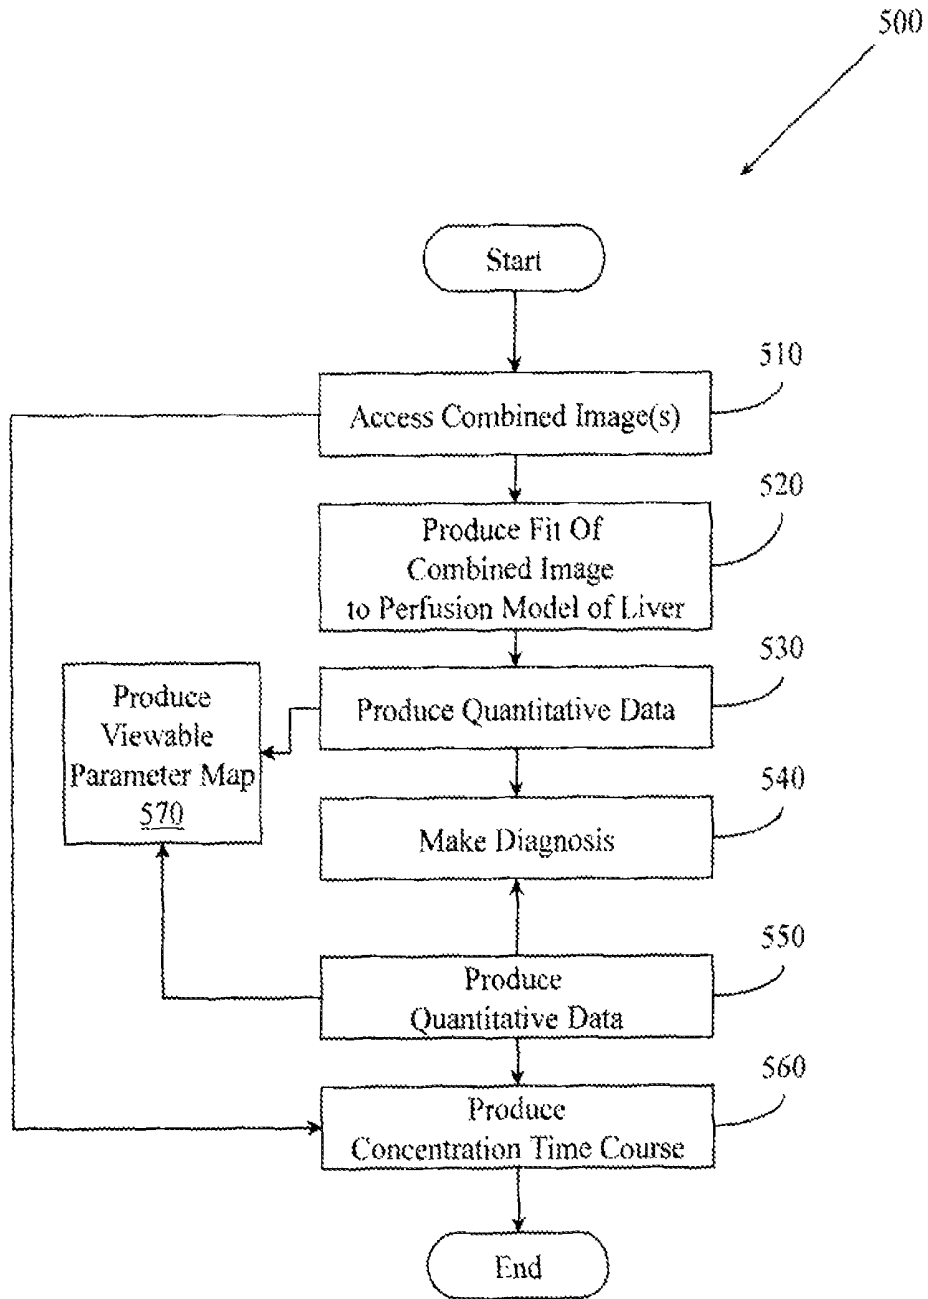 500
Start
510
Access Combined Image(s)
520
Produce Fit Of
Combined Image
to Perfusion Model of Liver
530
Produce Quantitative Data
Produce
Viewable
Parameter Map
570
540
Make Diagnosis
550
Produce
Quantitative Data
560
Produce
Concentration Time Course
End